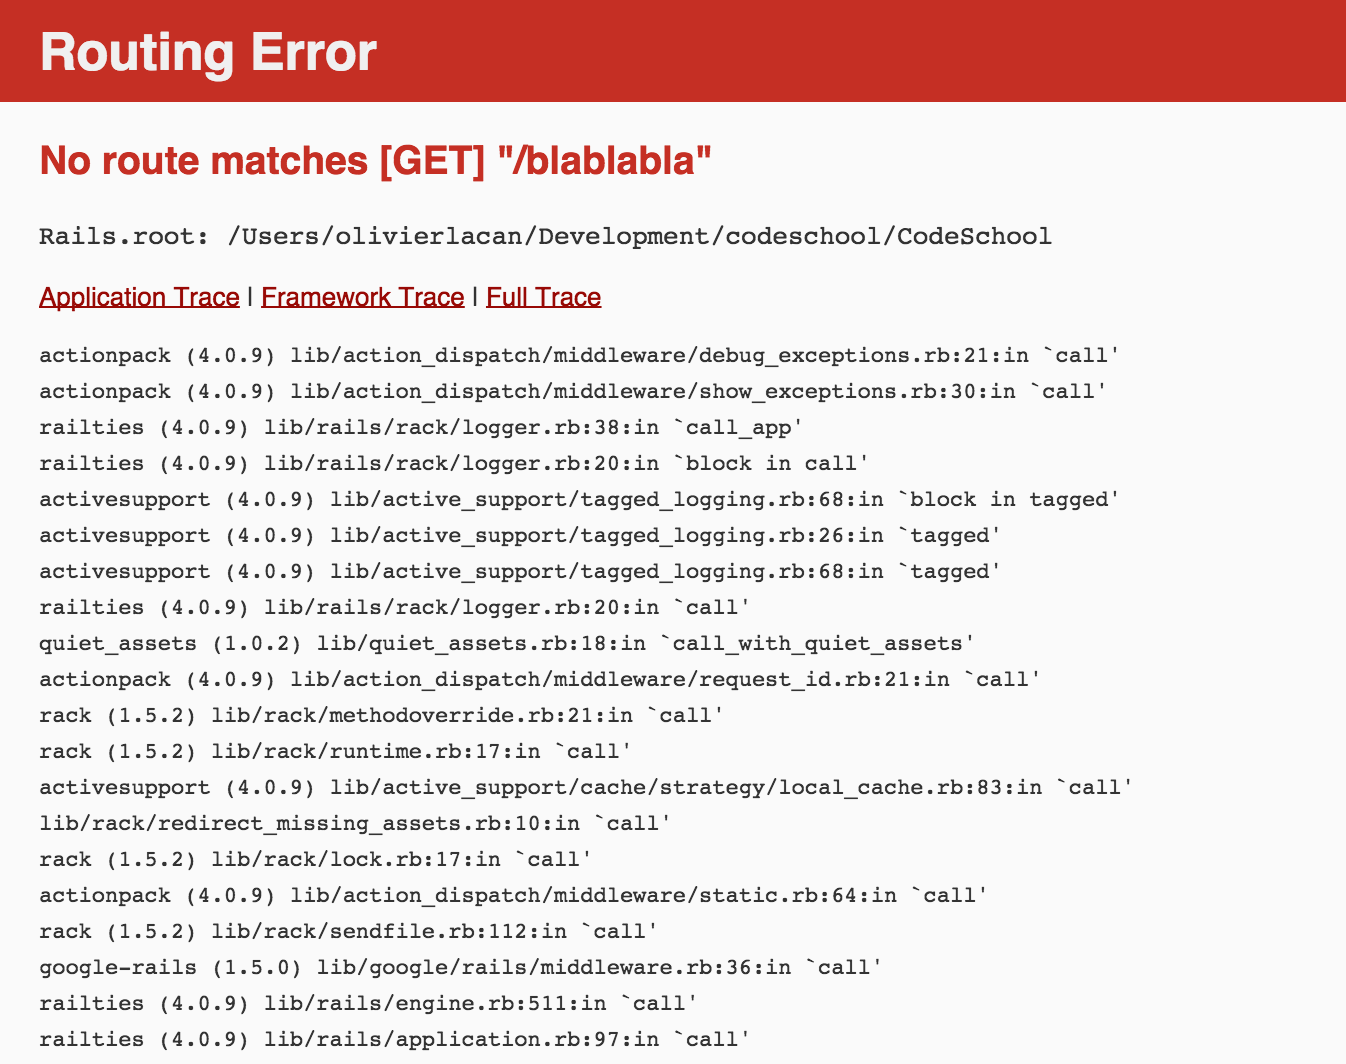 Routing Error
No route matches [GET] "/blablabla"
Rails.root: /Users/olivierlacan/Development/codeschool/CodeSchool
Application Trace | Framework Trace | Full Trace
actionpack (4.0.9) lib/action_dispatch/middleware/debug_exceptions.rb:21:in `call'
actionpack (4.0.9) lib/action_dispatch/middleware/show_exceptions.rb:30:in `call'
railties (4.0.9) lib/rails/rack/logger.rb:38:in `call_app'
railties (4.0.9) lib/rails/rack/logger.rb:20:in `block in call'
activesupport (4.0.9) lib/active_support/tagged_logging.rb:68:in `block in tagged'
activesupport (4.0.9) lib/active_support/tagged_logging.rb:26:in `tagged'
activesupport (4.0.9) lib/active_support/tagged_logging.rb:68:in `tagged'
railties (4.0.9) lib/rails/rack/logger.rb:20:in `call'
quiet_assets (1.0.2) lib/quiet_assets.rb:18:in `call_with_quiet_assets'
actionpack (4.0.9) lib/action_dispatch/middleware/request_id.rb:21:in `call'
rack (1.5.2) lib/rack/methodoverride.rb:21:in `call'
rack (1.5.2) lib/rack/runtime.rb:17:in `call'
activesupport (4.0.9) lib/active_support/cache/strategy/local_cache.rb:83:in `call'
lib/rack/redirect_missing_assets.rb:10:in `call'
rack (1.5.2) lib/rack/lock.rb:17:in `call'
actionpack (4.0.9) lib/action_dispatch/middleware/static.rb:64:in `call'
rack (1.5.2) lib/rack/sendfile.rb:112:in `call'
google-rails (1.5.0) lib/google/rails/middleware.rb:36:in `call'
railties (4.0.9) lib/rails/engine.rb:511:in `call'
railties (4.0.9) lib/rails/application.rb:97:in `call'